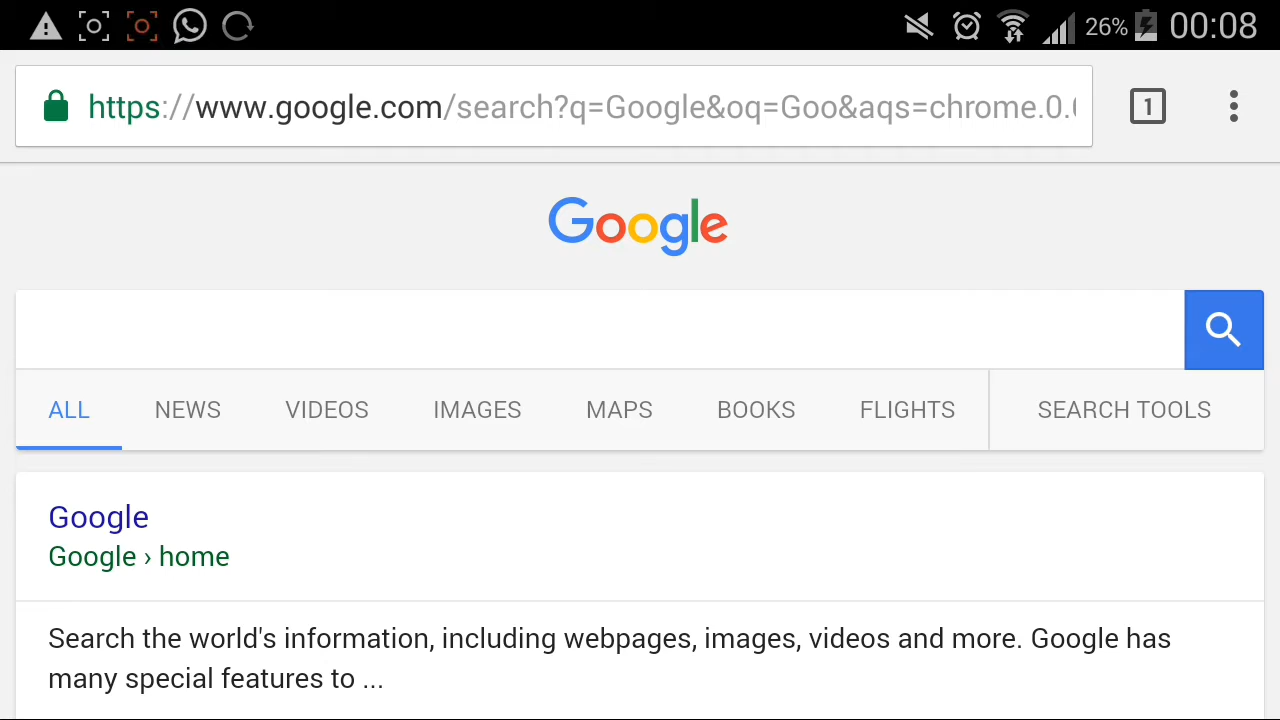 26% 00:08
https://www.google.com/search?q=Google&oq=Goo&aqs=chrome.0.
1
Google
ALL NEWS VIDEOS IMAGES MAPS BOOKS FLIGHTS SEARCH TOOLS
Google
Google › home
Search the world's information, including webpages, images, videos and more. Google has
many special features to ...